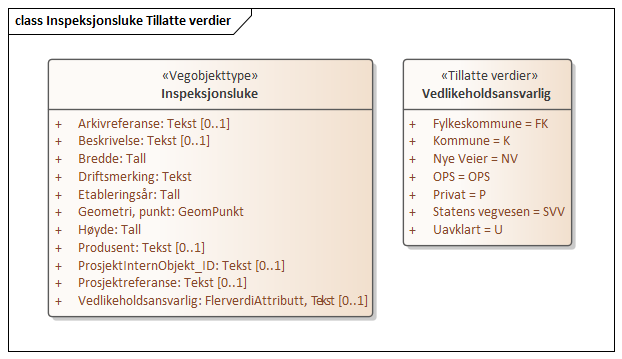 class Inspeksjonsluke Tillatte verdier
«Vegobjekttype»
Inspeksjonsluke
+ Arkivreferanse: Tekst [0..1]
+ Beskrivelse: Tekst [0..1]
+ Bredde: Tall
+ Driftsmerking: Tekst
+ Etableringsår: Tall
+ Geometri, punkt: GeomPunkt
+ Høyde: Tall
+ Produsent: Tekst [0..1]
+ ProsjektInternObjekt_ID: Tekst [0..1]
+ Prosjektreferanse: Tekst [0..1]
+ Vedlikeholdsansvarlig: FlerverdiAttributt, Tekst [0..1]
«Tillatte verdier»
Vedlikeholdsansvarlig
+ Fylkeskommune = FK
+ Kommune = K
+ Nye Veier = NV
+ OPS = OPS
+ Privat = P
+ Statens vegvesen = SVV
+ Uavklart = U